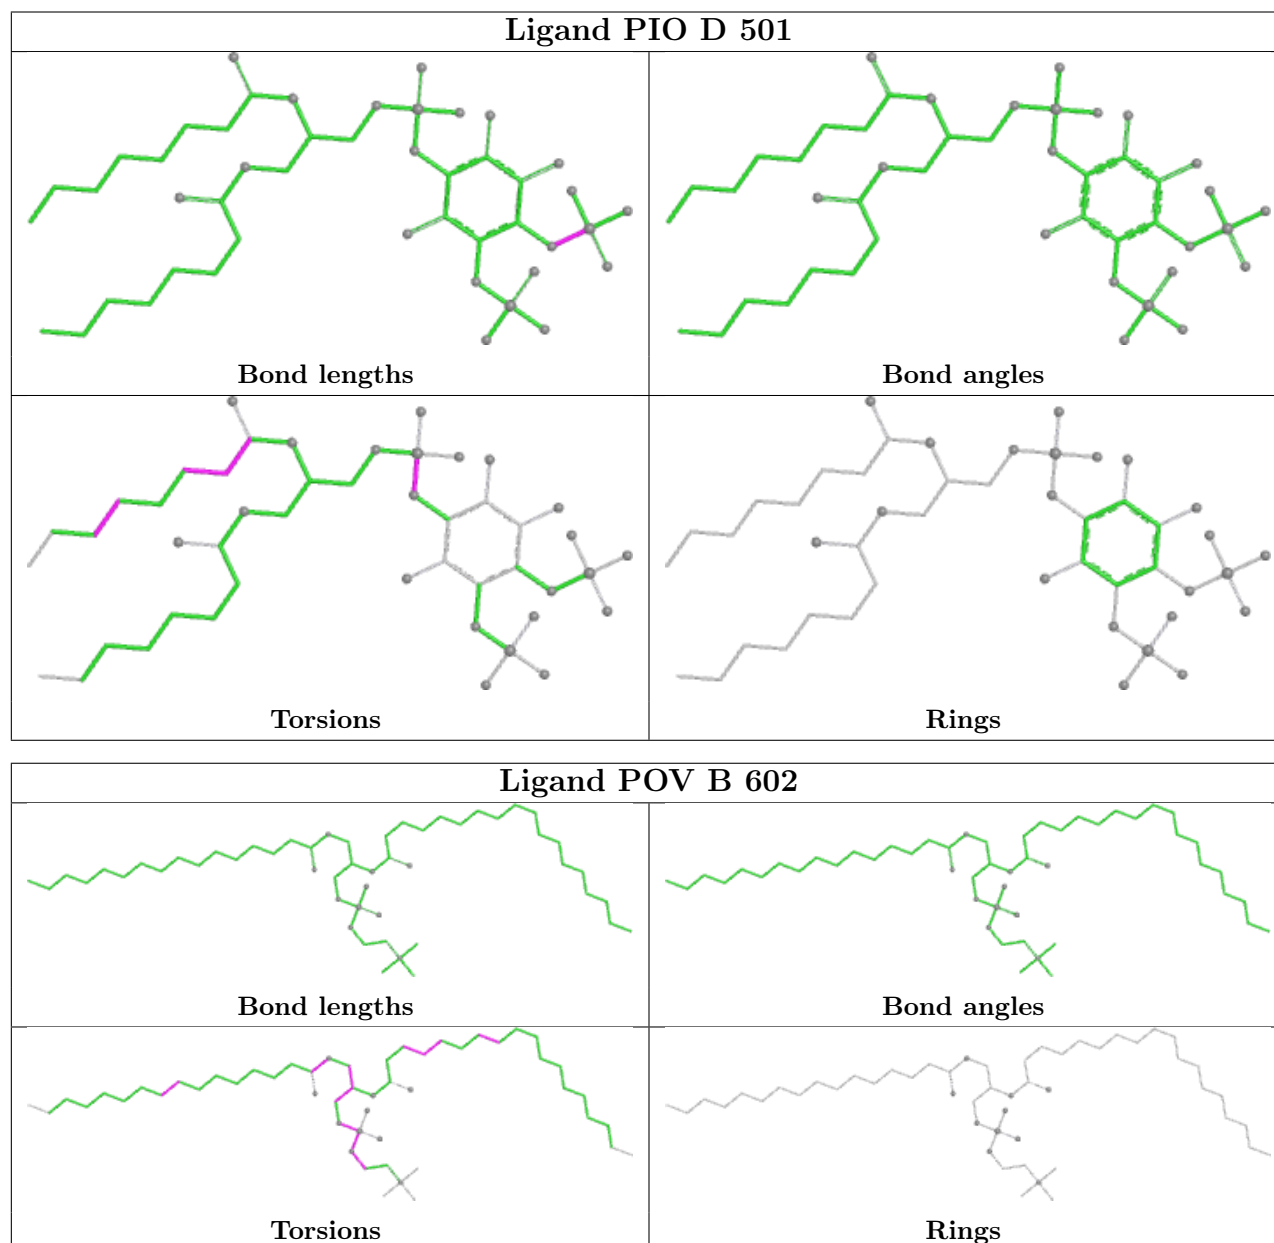 Ligand PIO D 501
Bond lengths
Bond angles
Torsions
Rings
Ligand POV B 602
Bond lengths
Bond angles
Torsions
Rings